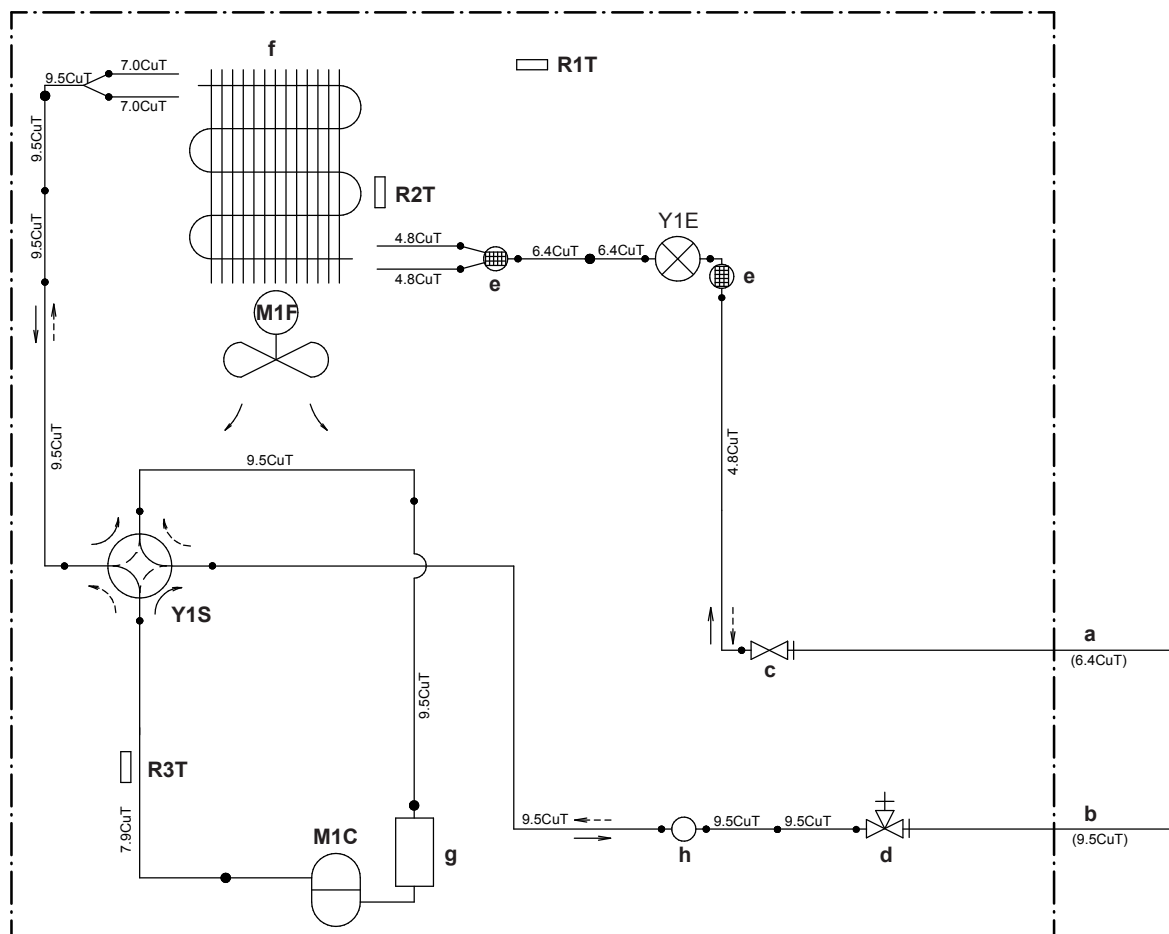 f
7.0CuT
9.5CuT
7.0CuT
R1T
9.5CuT
R2T
9.5CuT
4.8CuT
4.8CuT
e
6.4CuT
6.4CuT
Y1E
e
M1F
9.5CuT
9.5CuT
4.8CuT
Y1S
a
(6.4CuT)
c
9.5CuT
R3T
7.9CuT
M1C
g
9.5CuT
h
9.5CuT
9.5CuT
d
b
(9.5CuT)